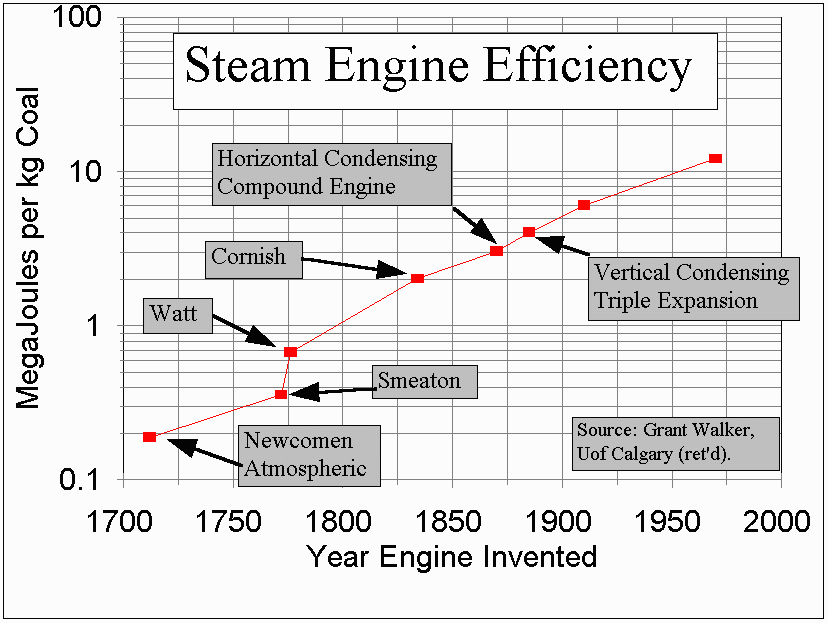 Steam Engine Efficiency
MegaJoules per kg Coal
100
10
1
0.1
Horizontal Condensing
Compound Engine
Cornish
Vertical Condensing
Triple Expansion
Watt
Smeaton
Newcomen
Atmospheric
Source: Grant Walker,
Uof Calgary (ret'd).
1700 1750 1800 1850 1900 1950 2000
Year Engine Invented